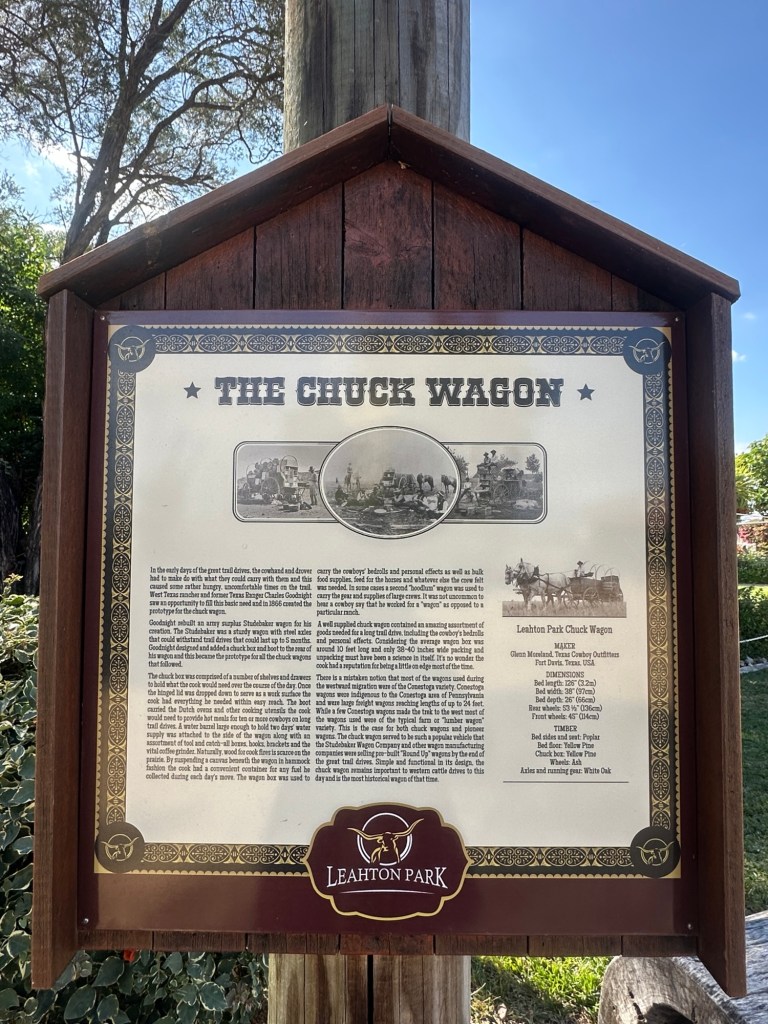 THE CHUCK WAGON
In the early days of the great trail drives, the cowhand and drover
had to make do with what they could carry with them and this
caused some rather hungry, uncomfortable times on the trail.
West Texas rancher and former Texas Ranger Charles Goodnight
saw an opportunity to fill this basic need and in 1866 created the
prototype for the chuck wagon.
Goodnight rebuilt an army surplus Studebaker wagon for his
creation. The Studebaker was a sturdy wagon with steel axles
that could withstand trail drives that could last up to 5 months.
Goodnight designed and added a chuck box and boot to the rear of
his wagon and this became the prototype for all the chuck wagons
that followed.
The chuck box was comprised of a number of shelves and drawers
to hold what the cook would need over the course of the day. Once
the hinged lid was dropped down to serve as a work surface the
cook had everything he needed within easy reach. The boot
carried the Dutch ovens and other cooking utensils the cook
would need to provide hot meals for ten or more cowboys on long
trail drives. A water barrel large enough to hold two days' water
supply was attached to the side of the wagon along with an
assortment of tool and catch-all boxes, hooks, brackets and the
vital coffee grinder. Naturally, wood for cook fires is scarce on the
prairie. By suspending a canvas beneath the wagon in hammock
fashion the cook had a convenient container for any fuel he
collected during each day's move. The wagon box was used to
carry the cowboys' bedrolls and personal effects as well as bulk
food supplies, feed for the horses and whatever else the crew felt
was needed. In some cases a second "hoodlum" wagon was used to
carry the gear and supplies of large crews. It was not uncommon to
hear a cowboy say that he worked for a "wagon" as opposed to a
particular ranch.
A well supplied chuck wagon contained an amazing assortment of
goods needed for a long trail drive, including the cowboy's bedrolls
and personal effects. Considering the average wagon box was
around 10 feet long and only 38-40 inches wide packing and
unpacking must have been a science in itself. It's no wonder the
cook had a reputation for being a little on edge most of the time.
There is a mistaken notion that most of the wagons used during
the westward migration were of the Conestoga variety. Conestoga
wagons were indigenous to the Conestoga area of Pennsylvania
and were large freight wagons reaching lengths of up to 24 feet.
While a few Conestoga wagons made the trek to the west most of
the wagons used were of the typical farm or "lumber wagon"
variety. This is the case for both chuck wagons and pioneer
wagons. The chuck wagon served to be such a popular vehicle that
the Studebaker Wagon Company and other wagon manufacturing
companies were selling pre-built "Round Up" wagons by the end of
the great trail drives. Simple and functional in its design, the
chuck wagon remains important to western cattle drives to this
day and is the most historical wagon of that time.
Leahton Park Chuck Wagon
MAKER
Glenn Moreland, Texas Cowboy Outfitters
Fort Davis, Texas. USA
DIMENSIONS
Bed length: 126" (3.2m)
Bed width: 38" (97cm)
Bed depth: 26" (66cm)
Rear wheels: 53 ½" (136cm)
Front wheels: 45" (114cm)
TIMBER
Bed sides and seat: Poplar
Bed floor: Yellow Pine
Chuck box: Yellow Pine
Wheels: Ash
Axles and running gear: White Oak
LEAHTON PARK